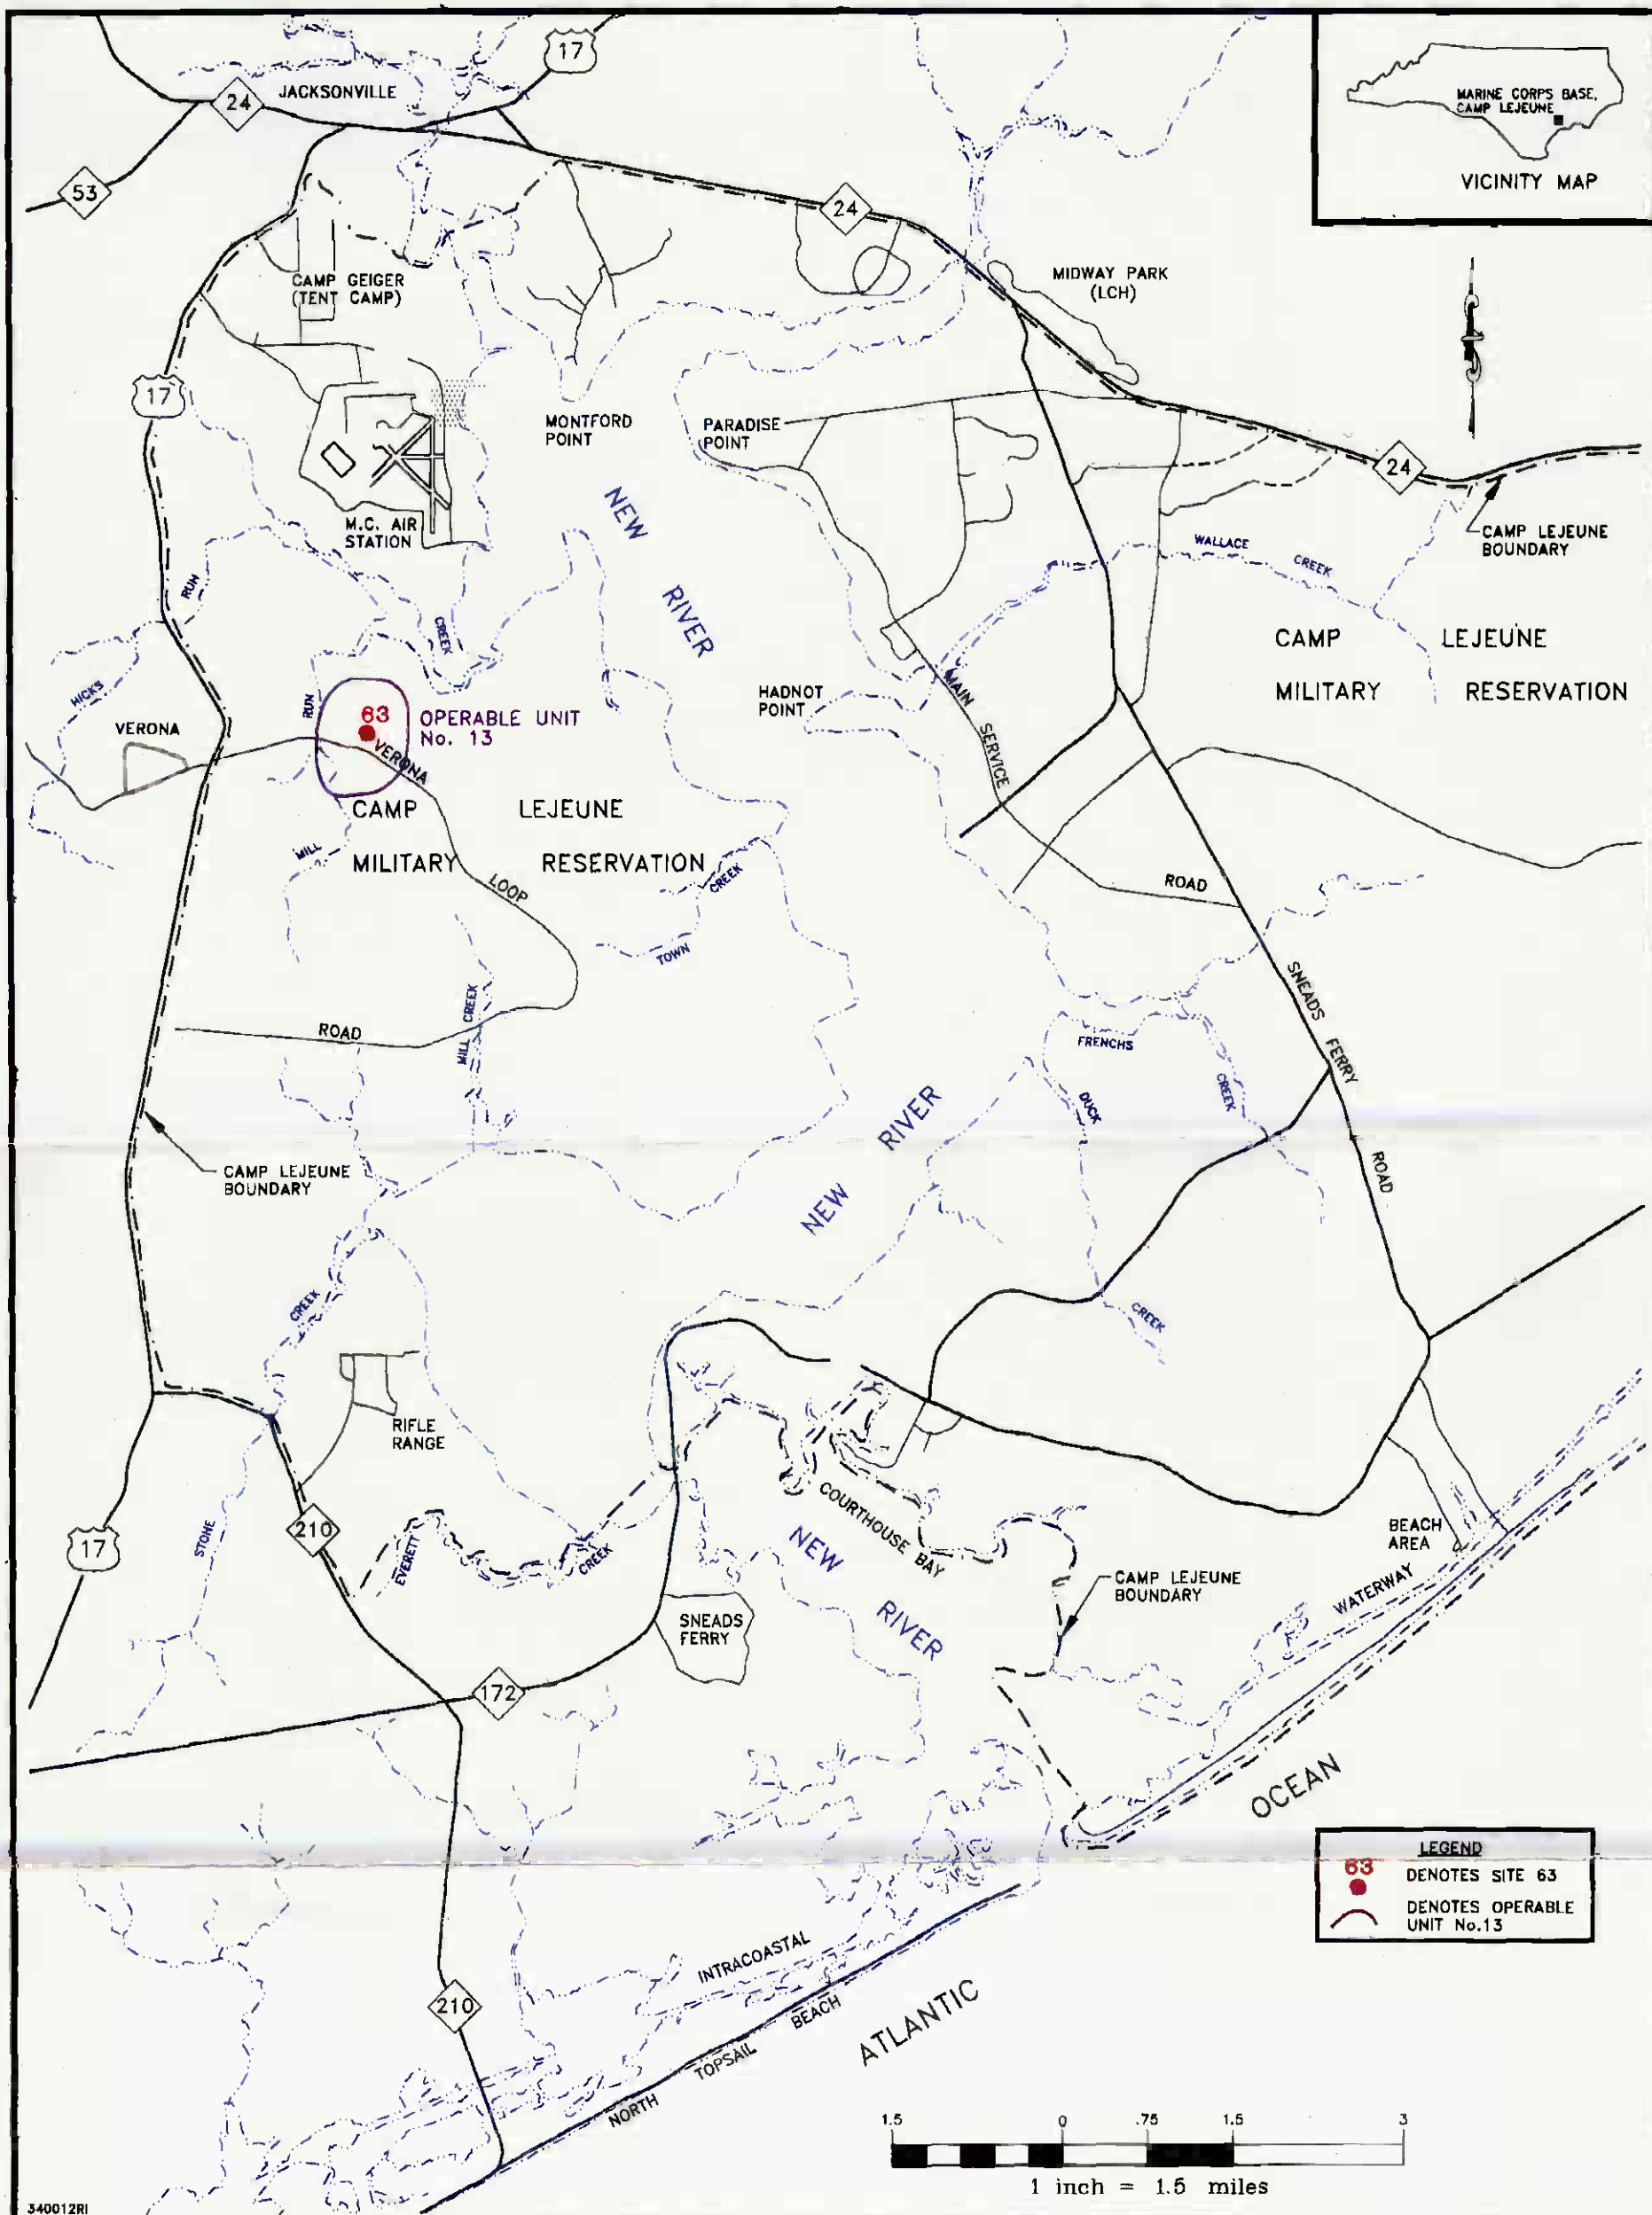 17
24
JACKSONVILLE
53
MARINE CORPS BASE,
CAMP LEJEUNE
VICINITY MAP
24
CAMP GEIGER
(TENT CAMP)
MIDWAY PARK
(LCH)
17
MONTFORD
POINT
PARADISE
POINT
24
M.C. AIR
STATION
NEW
RIVER
CAMP LEJEUNE
BOUNDARY
WALLACE
CREEK
RUN
CREEK
CAMP LEJEUNE
MILITARY RESERVATION
HICKS
RUN
HADNOT
POINT
MAIN
SERVICE
ROAD
VERONA
63
OPERABLE UNIT
No. 13
VERONA
LOOP
ROAD
CAMP LEJEUNE
MILITARY RESERVATION
MILL
CREEK
TOWN
MILL CREEK
SNEADS
FERRY
ROAD
FRENCHS
CREEK
DUCK
CREEK
NEW
RIVER
CAMP LEJEUNE
BOUNDARY
CREEK
RIFLE
RANGE
STONE
210
17
EVERETT
CREEK
COURTHOUSE BAY
NEW
RIVER
CAMP LEJEUNE
BOUNDARY
BEACH
AREA
WATERWAY
SNEADS
FERRY
172
OCEAN
LEGEND
63
DENOTES SITE 63
DENOTES OPERABLE
UNIT No.13
INTRACOASTAL
210
NORTH
TOPSAIL
BEACH
ATLANTIC
1.5 0 .75 1.5 3
1 inch = 1.5 miles
340012RI